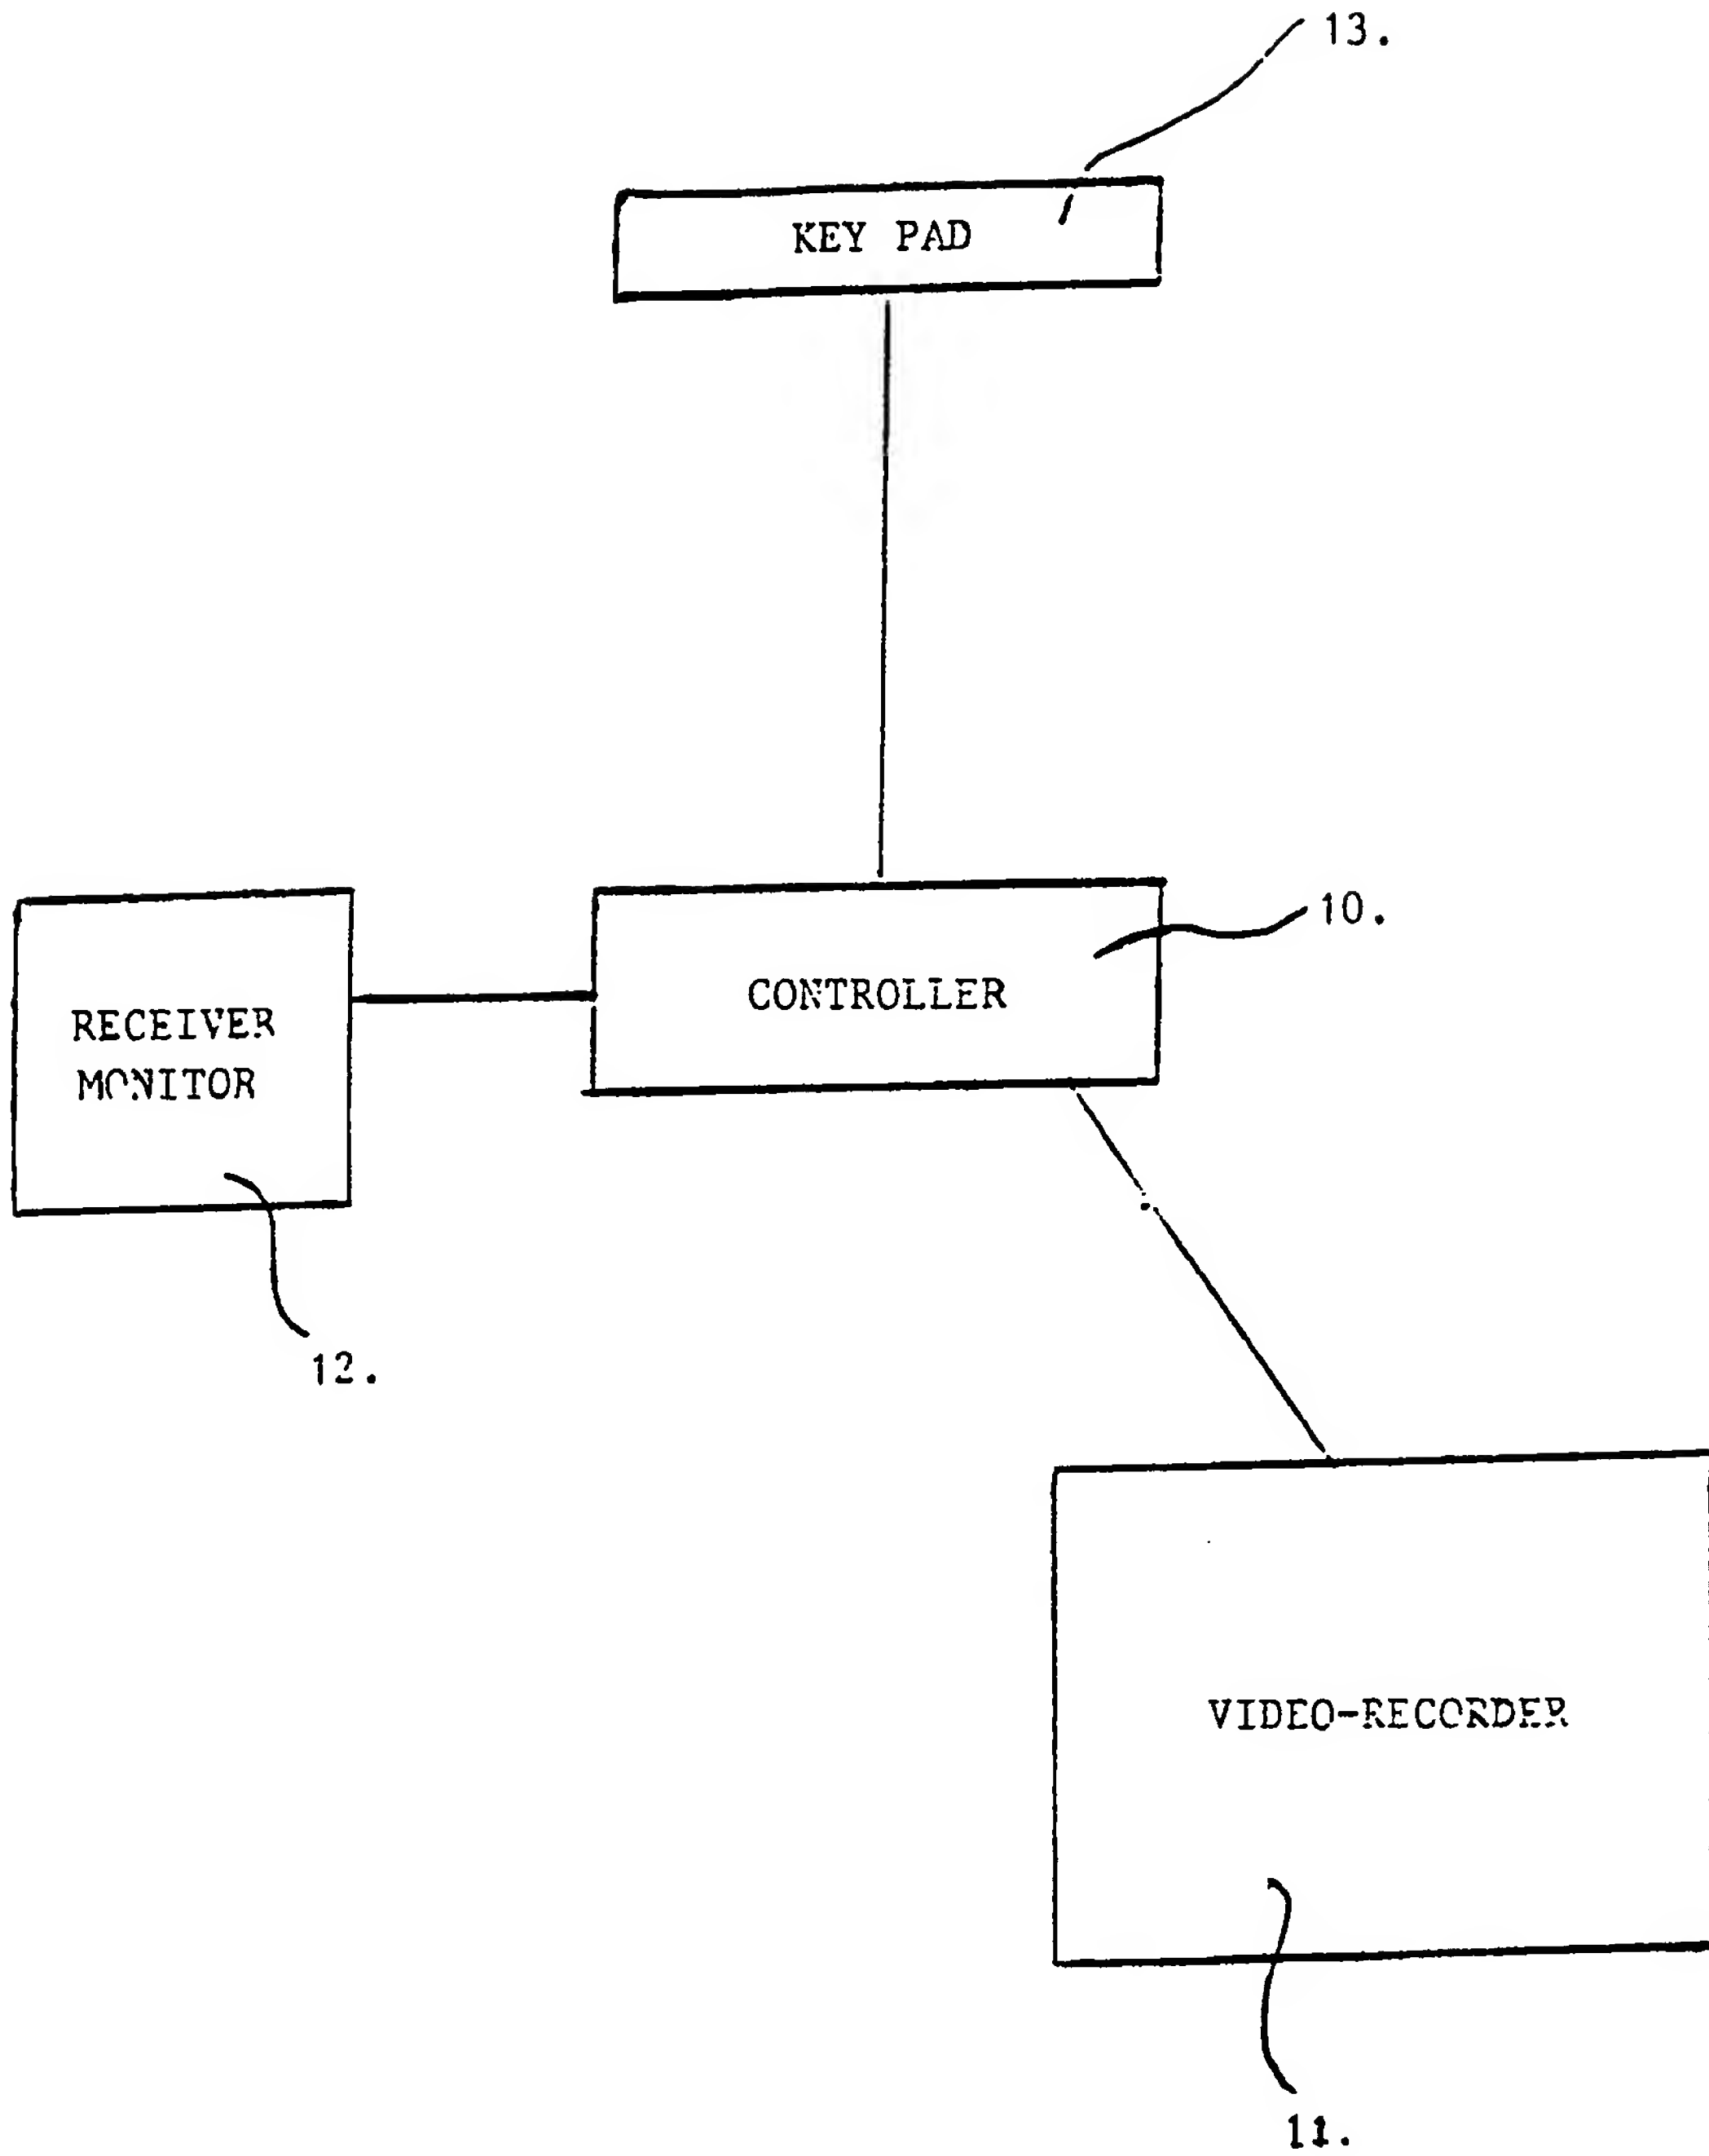 13.
KEY PAD
10.
CONTROLLER
RECEIVER
MONITOR
12.
VIDEO-RECORDER
11.